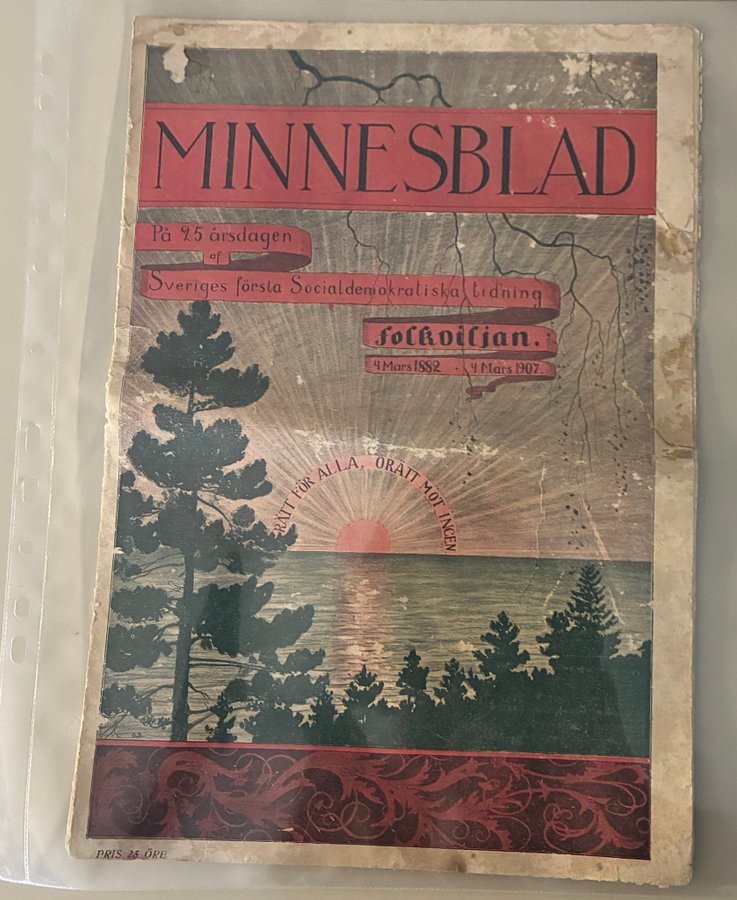 MINNESBLAD
På 25 årsdagen
af
Sveriges första Socialdemokratiska tidning
folkviljan.
4 Mars 1882 . 4 Mars 1907.
RÄTT FÖR ALLA, ORÄTT MOT INGEN
PRIS 25 ÖRE